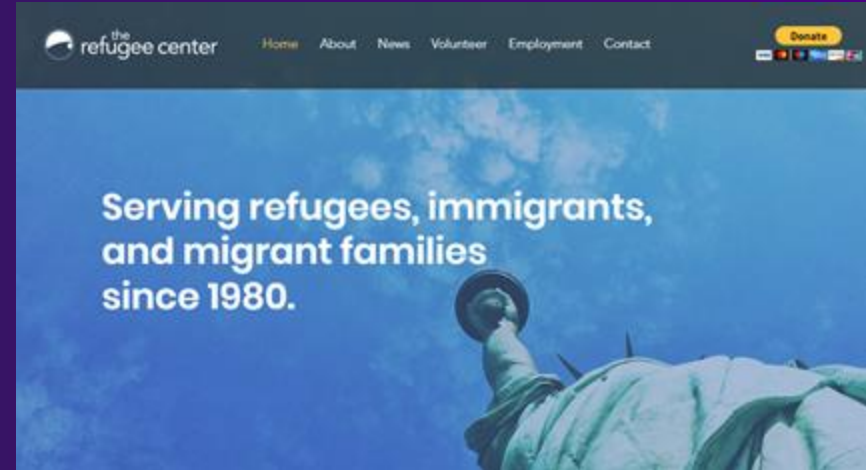 the
refugee center
Home About News Volunteer Employment Contact
Donate
Serving refugees, immigrants,
and migrant families
since 1980.